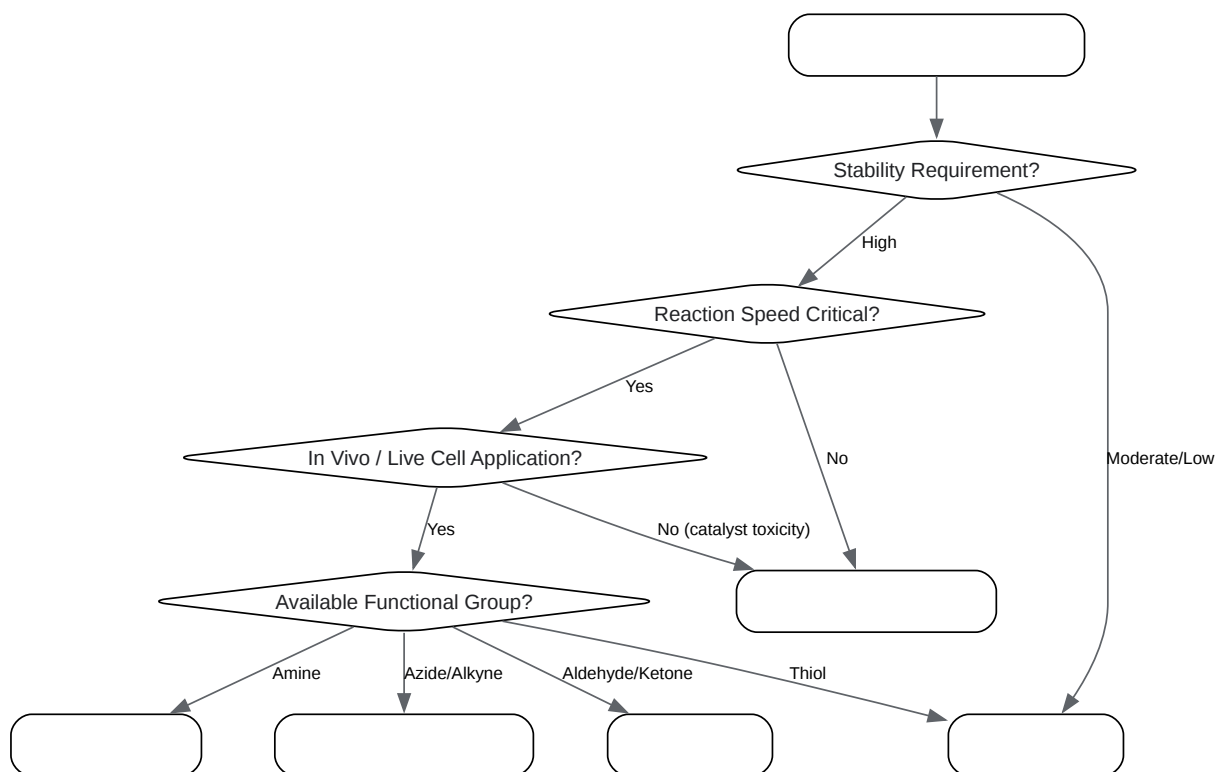 Stability Requirement?
High
Reaction Speed Critical?
Yes
In Vivo / Live Cell Application?
No
Moderate/Low
Yes
No (catalyst toxicity)
Available Functional Group?
Amine
Azide/Alkyne
Aldehyde/Ketone
Thiol